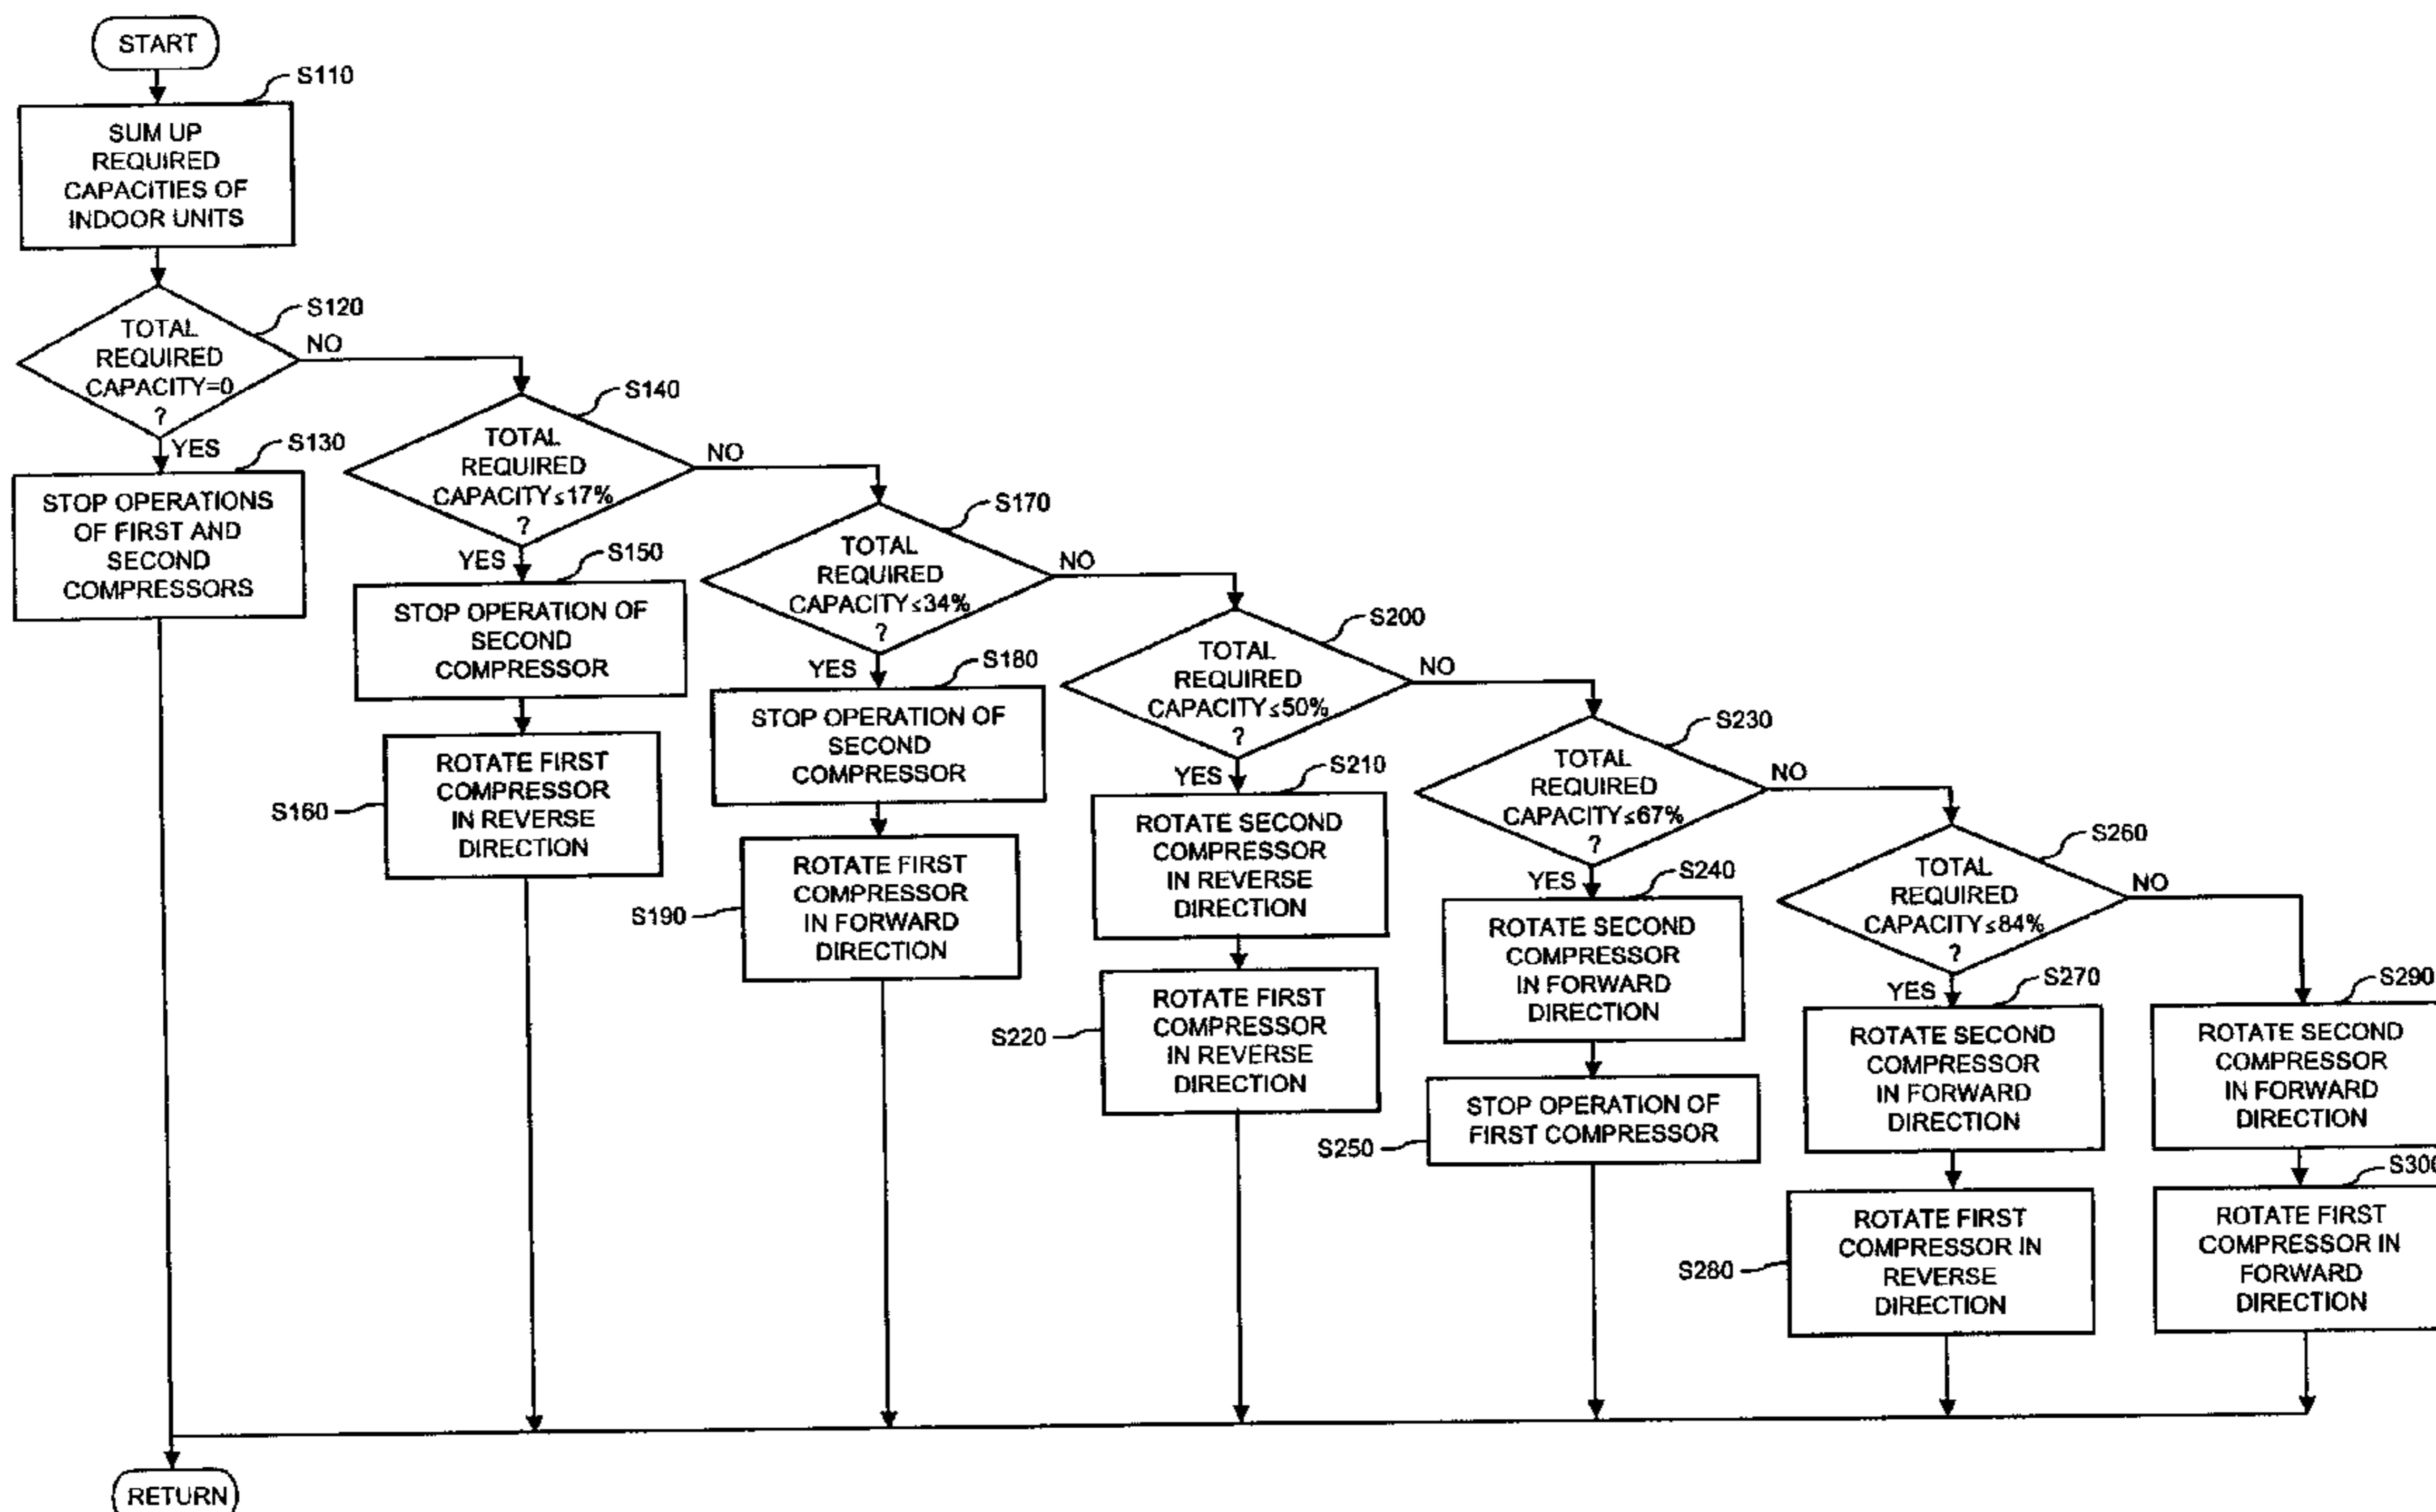 START
S110
SUM UP
REQUIRED
CAPACITIES OF
INDOOR UNITS
S120
TOTAL
REQUIRED
CAPACITY=0
?
NO
YES
S130
STOP OPERATIONS
OF FIRST AND
SECOND
COMPRESSORS
S140
TOTAL
REQUIRED
CAPACITY≤17%
?
NO
YES
S150
STOP OPERATION OF
SECOND
COMPRESSOR
S160
ROTATE FIRST
COMPRESSOR
IN REVERSE
DIRECTION
S170
TOTAL
REQUIRED
CAPACITY≤34%
?
NO
YES
S180
STOP OPERATION OF
SECOND
COMPRESSOR
S190
ROTATE FIRST
COMPRESSOR
IN FORWARD
DIRECTION
S200
TOTAL
REQUIRED
CAPACITY≤50%
?
NO
YES
S210
ROTATE SECOND
COMPRESSOR
IN REVERSE
DIRECTION
S220
ROTATE FIRST
COMPRESSOR
IN REVERSE
DIRECTION
S230
TOTAL
REQUIRED
CAPACITY≤67%
?
NO
YES
S240
ROTATE SECOND
COMPRESSOR
IN FORWARD
DIRECTION
S250
STOP OPERATION OF
FIRST COMPRESSOR
S260
TOTAL
REQUIRED
CAPACITY≤84%
?
NO
YES
S270
ROTATE SECOND
COMPRESSOR
IN FORWARD
DIRECTION
S280
ROTATE FIRST
COMPRESSOR IN
REVERSE
DIRECTION
S290
ROTATE SECOND
COMPRESSOR
IN FORWARD
DIRECTION
S300
ROTATE FIRST
COMPRESSOR IN
FORWARD
DIRECTION
RETURN